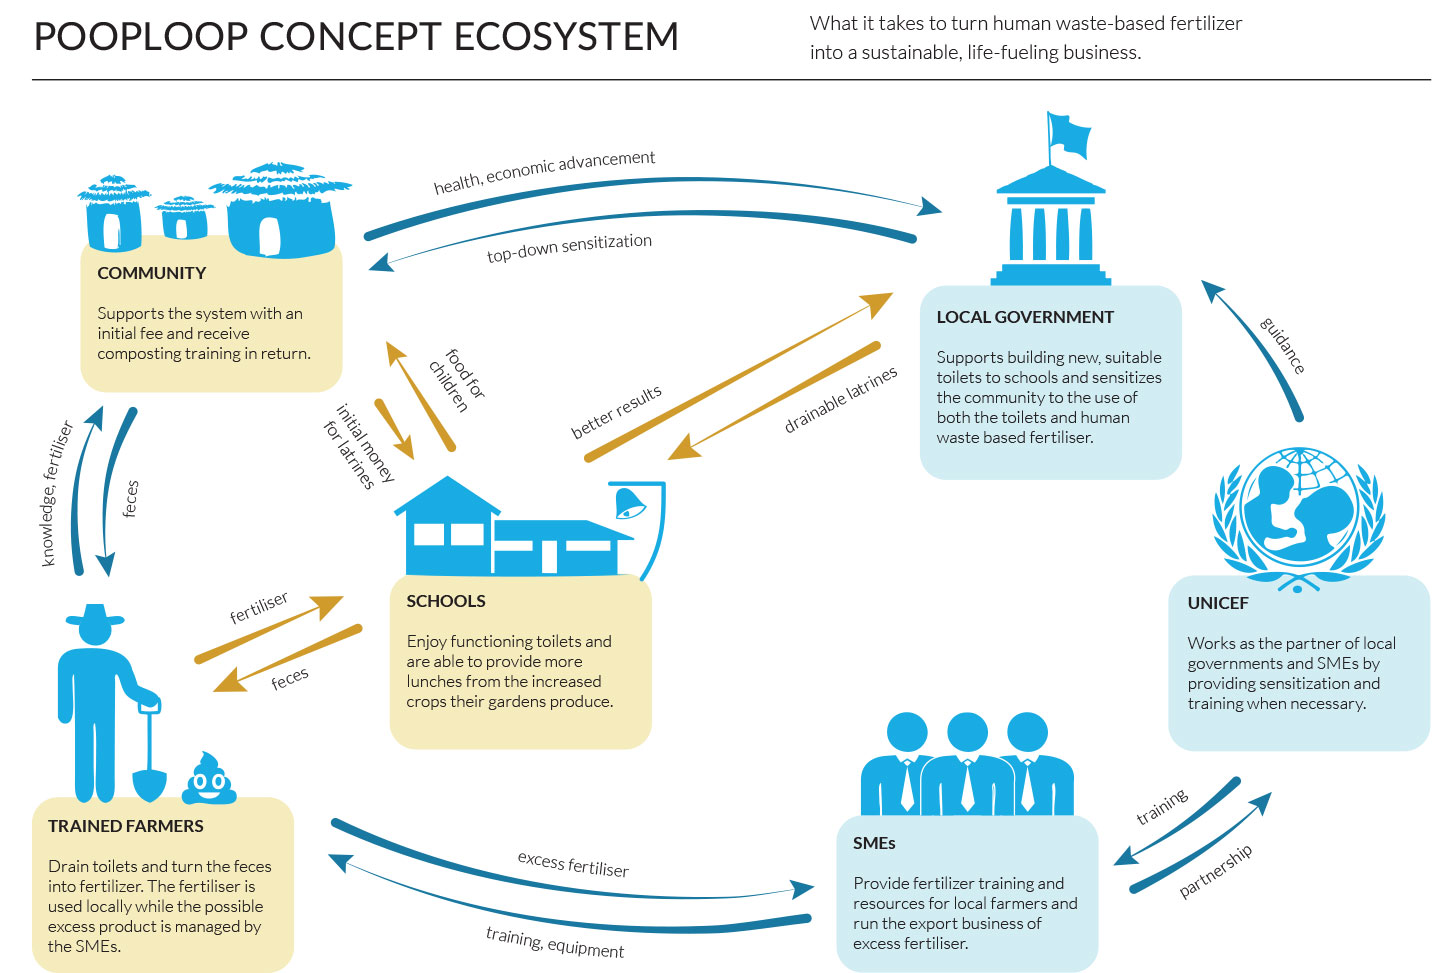 POOPLOOP CONCEPT ECOSYSTEM
What it takes to turn human waste-based fertilizer
into a sustainable, life-fueling business.
health, economic advancement
top-down sensitization
COMMUNITY
Supports the system with an
initial fee and receive
composting training in return.
LOCAL GOVERNMENT
Supports building new, suitable
toilets to schools and sensitizes
the community to the use of
both the toilets and human
waste based fertiliser.
guidance
food for
children
initial money
for latrines
better results
drainable latrines
knowledge, fertiliser
feces
SCHOOLS
Enjoy functioning toilets and
are able to provide more
lunches from the increased
crops their gardens produce.
fertiliser
feces
UNICEF
Works as the partner of local
governments and SMEs by
providing sensitization and
training when necessary.
TRAINED FARMERS
Drain toilets and turn the feces
into fertilizer. The fertiliser is
used locally while the possible
excess product is managed by
the SMEs.
excess fertiliser
training, equipment
SMEs
Provide fertilizer training and
resources for local farmers and
run the export business of
excess fertiliser.
training
partnership